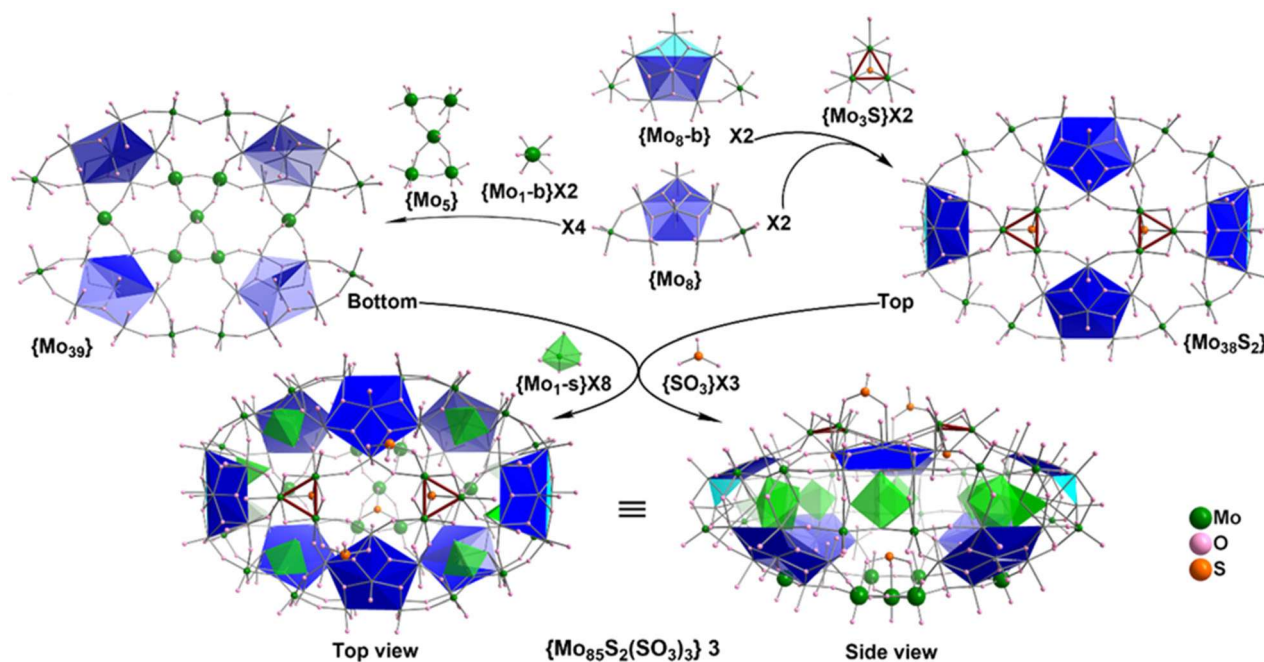 {Mo₈-b}
X2
{Mo₃S}X2
{Mo₅}
{Mo₁-b}X2
X4
{Mo₈}
X2
{Mo₃₉}
Bottom
Top
{Mo₃₈S₂}
{Mo₁-s}X8
{SO₃}X3
≡
Mo
O
S
Top view
{Mo₈₅S₂(SO₃)₃} 3
Side view